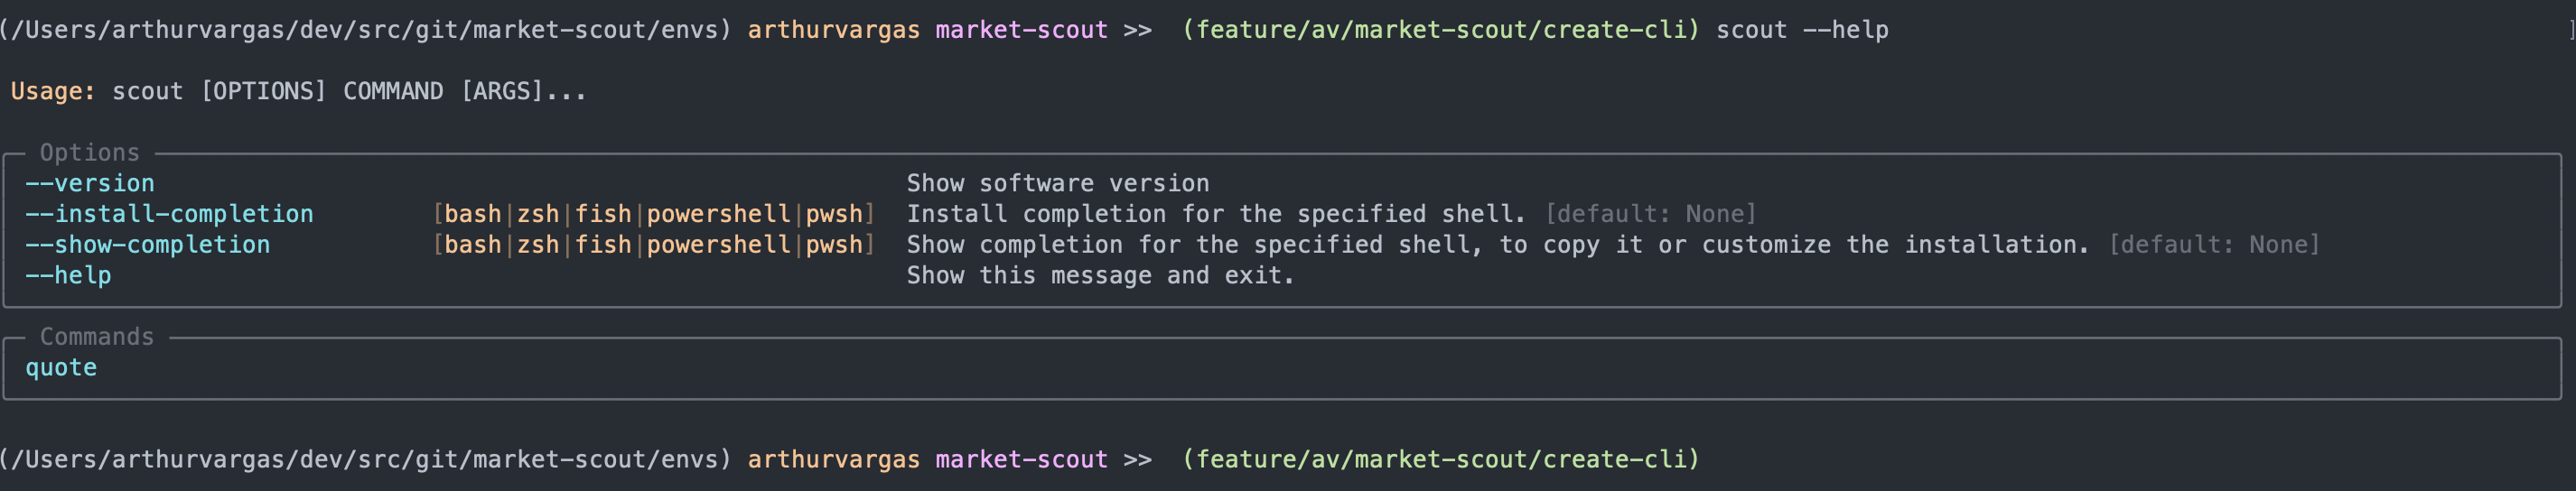 (/Users/arthurvargas/dev/src/git/market-scout/envs) arthurvargas market-scout >>  (feature/av/market-scout/create-cli) scout --help
Usage: scout [OPTIONS] COMMAND [ARGS]...
Options
--version Show software version
--install-completion [bash|zsh|fish|powershell|pwsh] Install completion for the specified shell. [default: None]
--show-completion [bash|zsh|fish|powershell|pwsh] Show completion for the specified shell, to copy it or customize the installation. [default: None]
--help Show this message and exit.
Commands
quote
(/Users/arthurvargas/dev/src/git/market-scout/envs) arthurvargas market-scout >>  (feature/av/market-scout/create-cli)